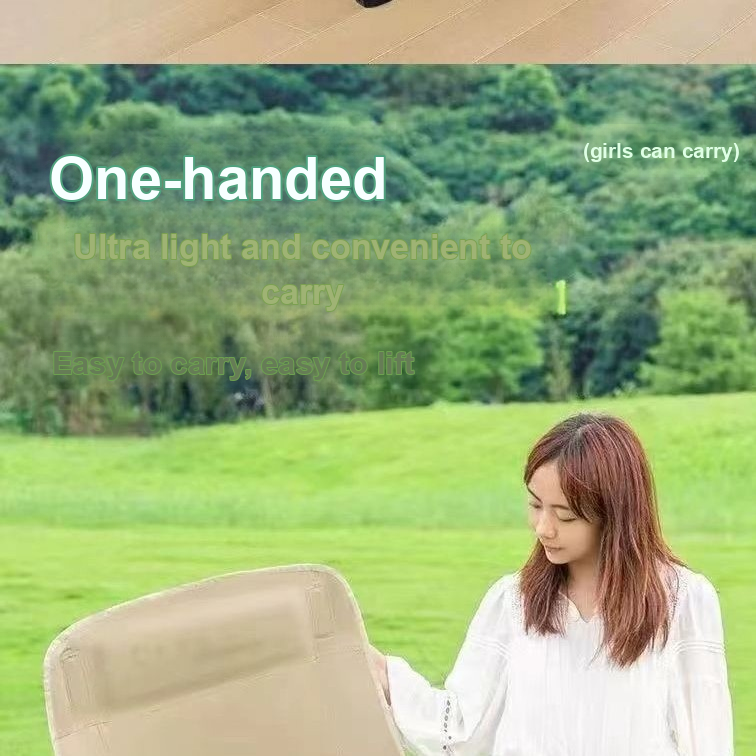 One-handed
(girls can carry)
Ultra light and convenient to
carry
Easy to carry, easy to lift